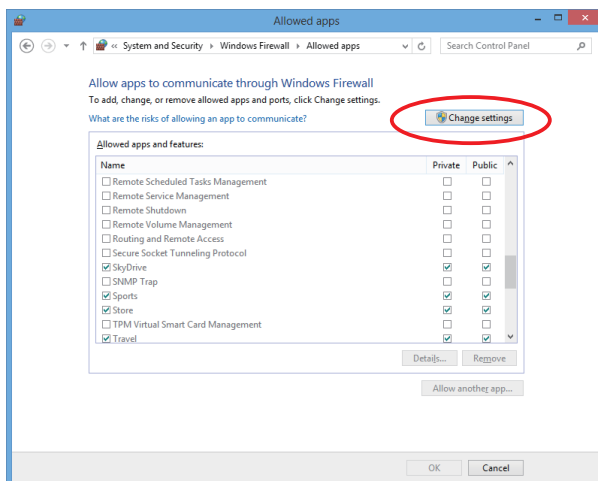 Allowed apps
« System and Security ▸ Windows Firewall ▸ Allowed apps
Search Control Panel
Allow apps to communicate through Windows Firewall
To add, change, or remove allowed apps and ports, click Change settings.
What are the risks of allowing an app to communicate?
Change settings
Allowed apps and features:
Name Private Public
Remote Scheduled Tasks Management
Remote Service Management
Remote Shutdown
Remote Volume Management
Routing and Remote Access
Secure Socket Tunneling Protocol
SkyDrive
SNMP Trap
Sports
Store
TPM Virtual Smart Card Management
Travel
Details... Remove
Allow another app...
OK Cancel